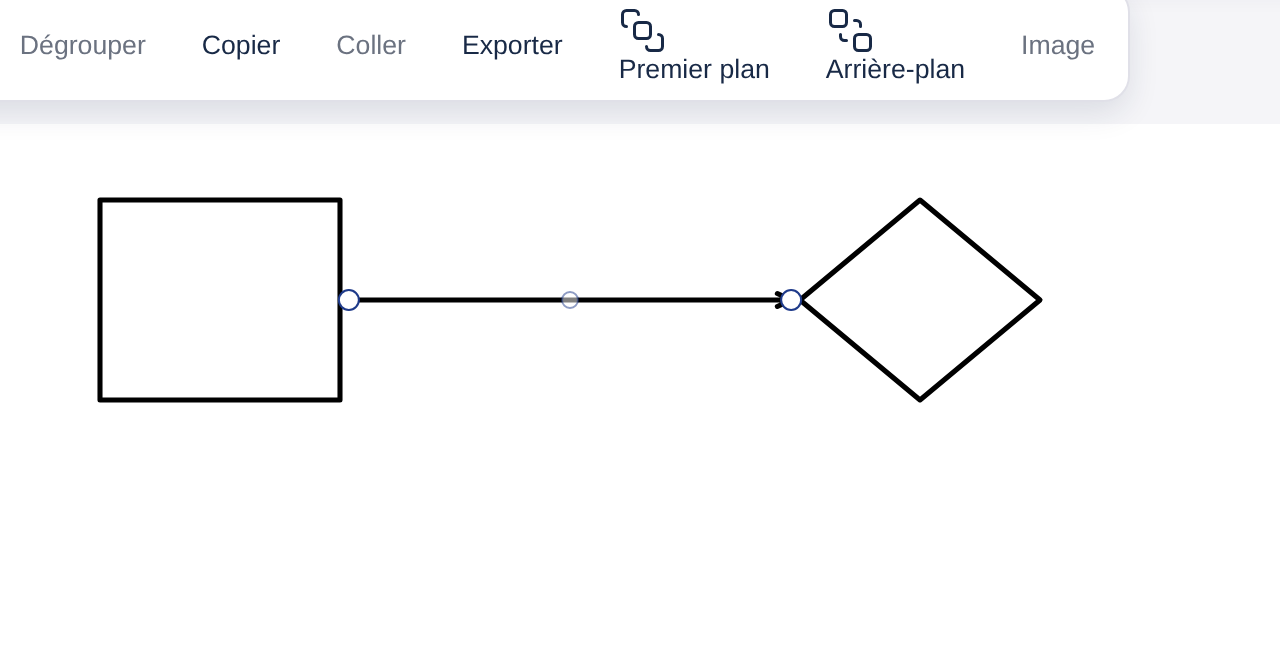 Dégrouper
Copier
Coller
Exporter
Premier plan
Arrière-plan
Image